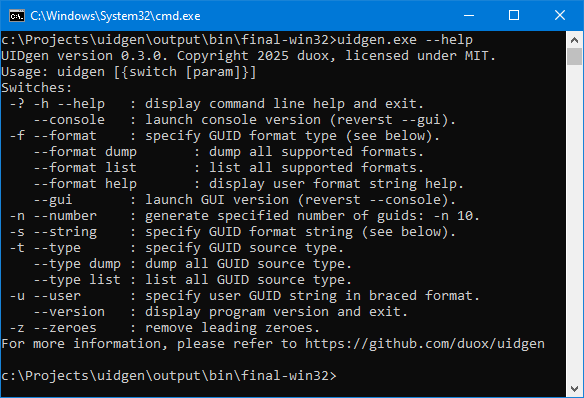 C:\Windows\System32\cmd.exe
c:\Projects\uidgen\output\bin\final-win32>uidgen.exe --help
UIDgen version 0.3.0. Copyright 2025 duox, licensed under MIT.
Usage: uidgen [{switch [param]}]
Switches:
 -? -h --help   : display command line help and exit.
    --console   : launch console version (reverst --gui).
 -f --format    : specify GUID format type (see below).
    --format dump       : dump all supported formats.
    --format list       : list all supported formats.
    --format help       : display user format string help.
    --gui       : launch GUI version (reverst --console).
 -n --number    : generate specified number of guids: -n 10.
 -s --string    : specify GUID format string (see below).
 -t --type      : specify GUID source type.
    --type dump : dump all GUID source type.
    --type list : list all GUID source type.
 -u --user      : specify user GUID string in braced format.
    --version   : display program version and exit.
 -z --zeroes    : remove leading zeroes.
For more information, please refer to https://github.com/duox/uidgen
c:\Projects\uidgen\output\bin\final-win32>